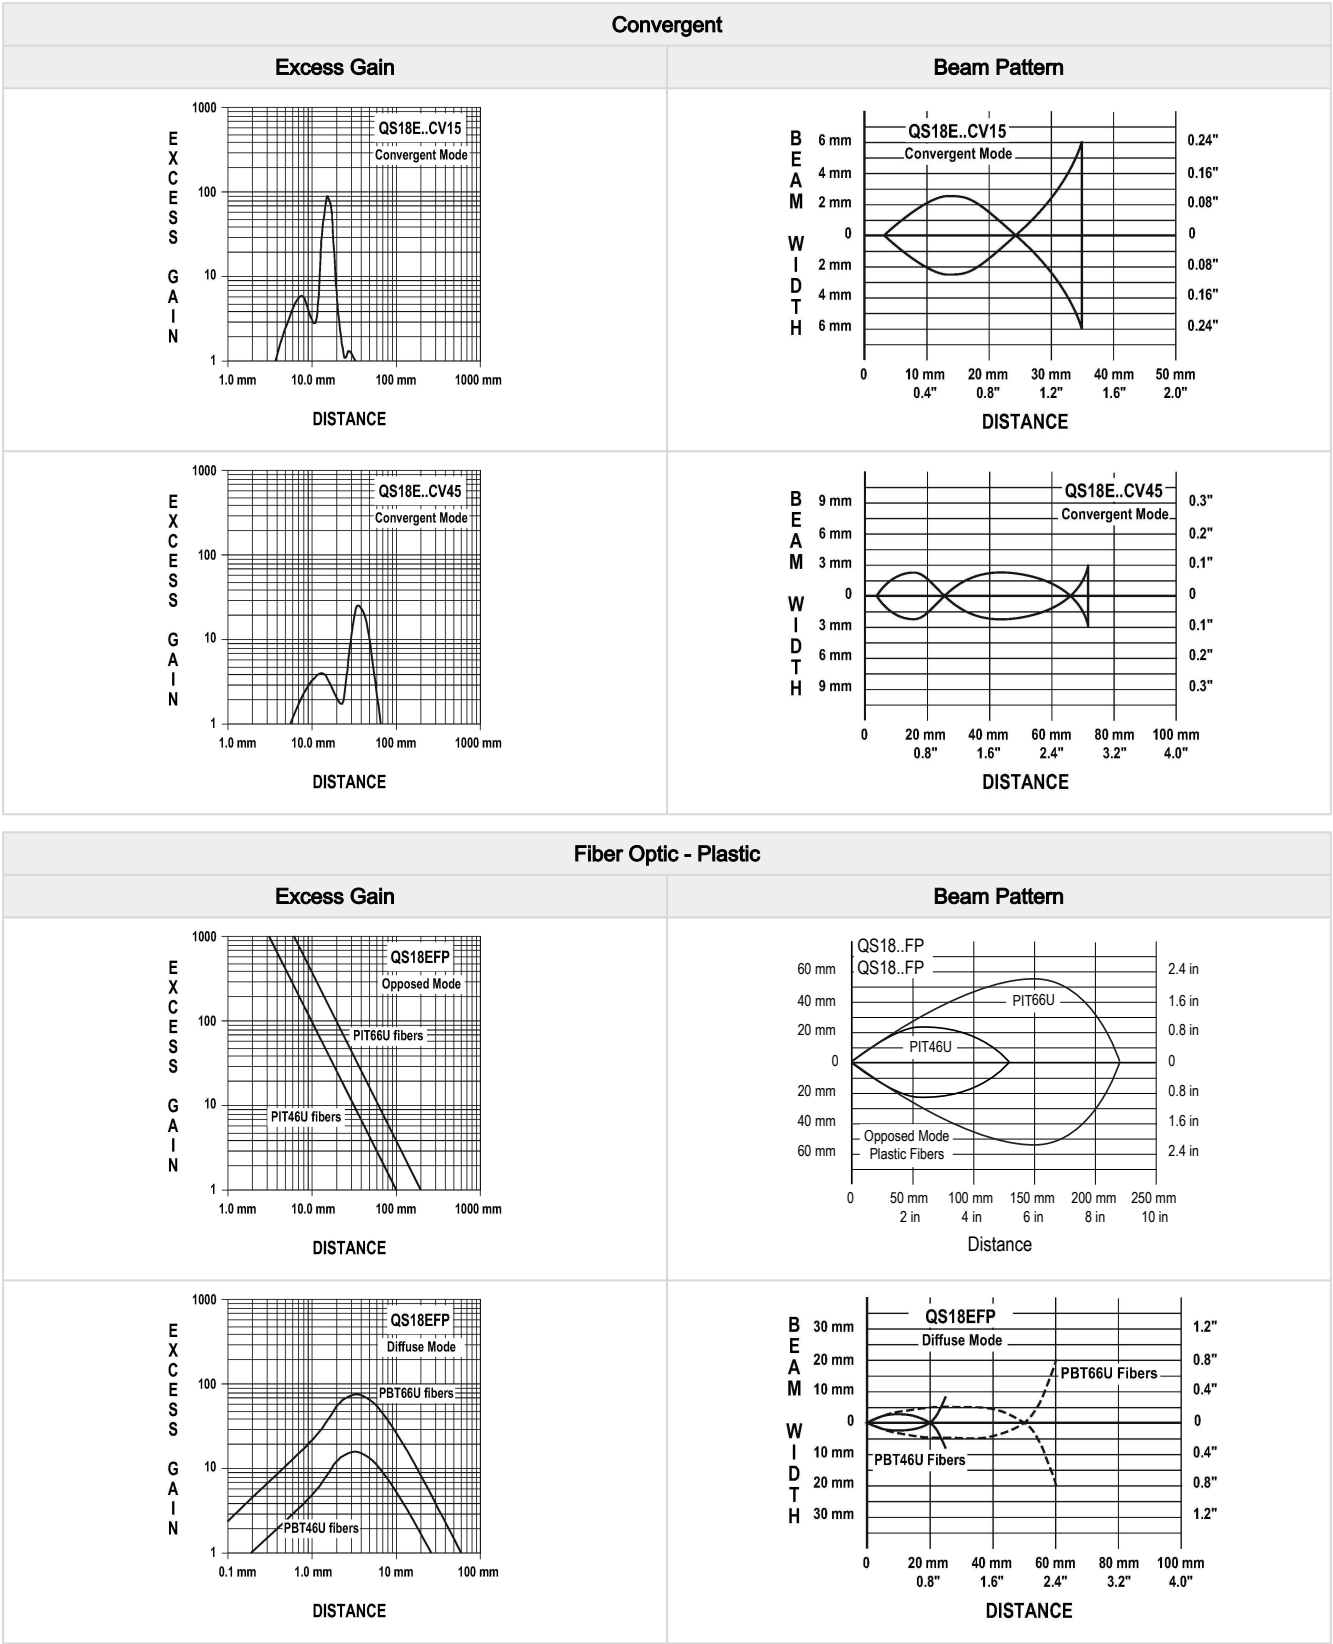 Convergent
Excess Gain
Beam Pattern
EXCESS GAIN
1000
100
10
1
QS18E..CV15
Convergent Mode
1.0 mm 10.0 mm 100 mm 1000 mm
DISTANCE
BEAM WIDTH
6 mm
4 mm
2 mm
0
2 mm
4 mm
6 mm
QS18E..CV15
Convergent Mode
0.24"
0.16"
0.08"
0
0.08"
0.16"
0.24"
0 10 mm 20 mm 30 mm 40 mm 50 mm
0.4" 0.8" 1.2" 1.6" 2.0"
DISTANCE
EXCESS GAIN
1000
100
10
1
QS18E..CV45
Convergent Mode
1.0 mm 10.0 mm 100 mm 1000 mm
DISTANCE
BEAM WIDTH
9 mm
6 mm
3 mm
0
3 mm
6 mm
9 mm
QS18E..CV45
Convergent Mode
0.3"
0.2"
0.1"
0
0.1"
0.2"
0.3"
0 20 mm 40 mm 60 mm 80 mm 100 mm
0.8" 1.6" 2.4" 3.2" 4.0"
DISTANCE
Fiber Optic - Plastic
Excess Gain
Beam Pattern
EXCESS GAIN
1000
100
10
1
QS18EFP
Opposed Mode
PIT66U fibers
PIT46U fibers
1.0 mm 10.0 mm 100 mm 1000 mm
DISTANCE
QS18..FP
QS18..FP
60 mm
40 mm
20 mm
0
20 mm
40 mm
60 mm
PIT66U
PIT46U
Opposed Mode
Plastic Fibers
2.4 in
1.6 in
0.8 in
0
0.8 in
1.6 in
2.4 in
0 50 mm 100 mm 150 mm 200 mm 250 mm
2 in 4 in 6 in 8 in 10 in
Distance
EXCESS GAIN
1000
100
10
1
QS18EFP
Diffuse Mode
PBT66U fibers
PBT46U fibers
0.1 mm 1.0 mm 10 mm 100 mm
DISTANCE
BEAM WIDTH
30 mm
20 mm
10 mm
0
10 mm
20 mm
30 mm
QS18EFP
Diffuse Mode
PBT66U Fibers
PBT46U Fibers
1.2"
0.8"
0.4"
0
0.4"
0.8"
1.2"
0 20 mm 40 mm 60 mm 80 mm 100 mm
0.8" 1.6" 2.4" 3.2" 4.0"
DISTANCE